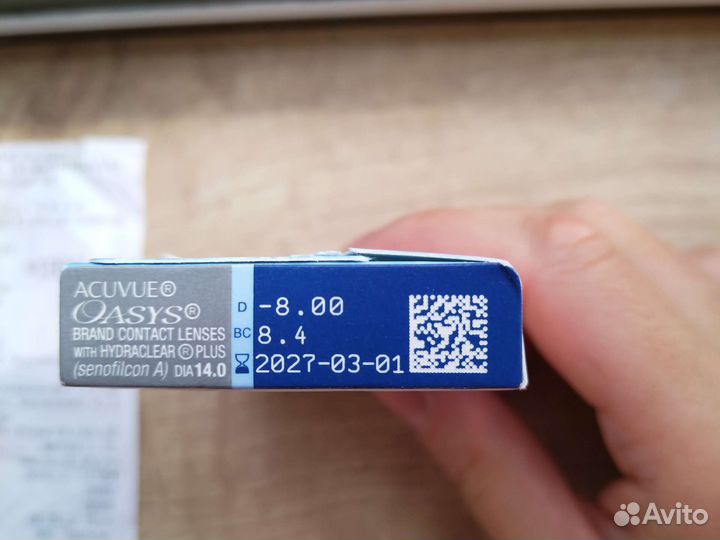 ACUVUE®
OASYS®
BRAND CONTACT LENSES
WITH HYDRACLEAR® PLUS
(senofilcon A) DIA 14.0
D -8.00
BC 8.4
2027-03-01
Avito